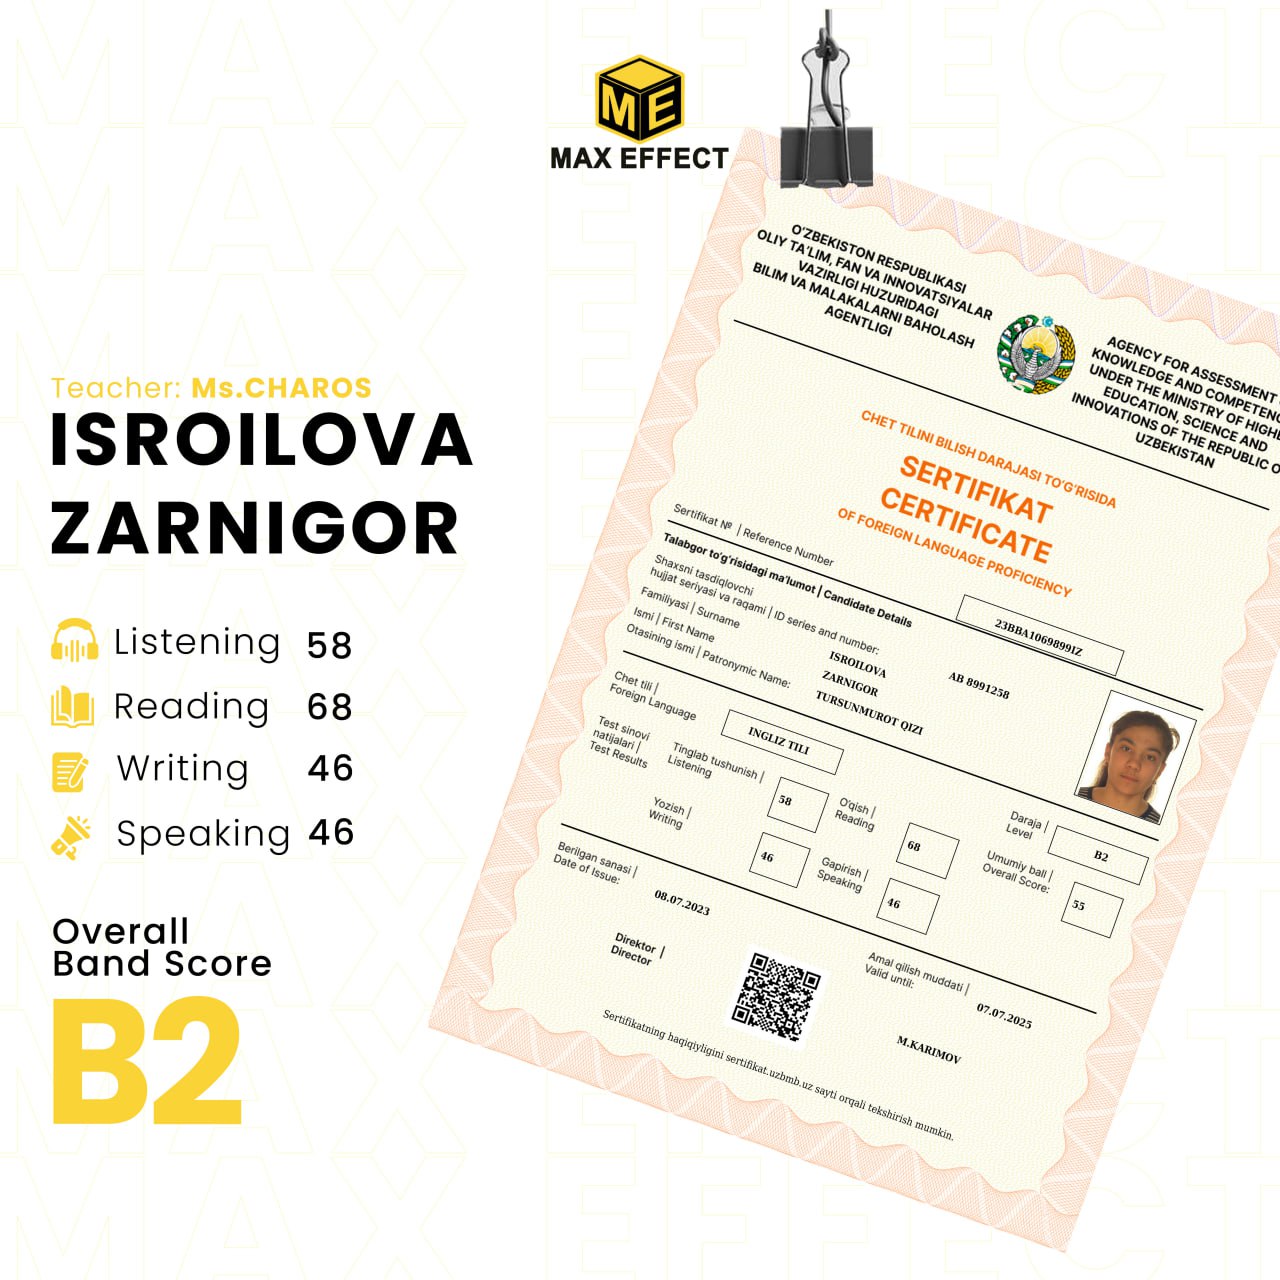 ME
MAX EFFECT
Teacher: Ms.CHAROS
ISROILOVA
ZARNIGOR
Listening 58
Reading 68
Writing 46
Speaking 46
Overall
Band Score
B2
O'ZBEKISTON RESPUBLIKASI
OLIY TA'LIM, FAN VA INNOVATSIYALAR
VAZIRLIGI HUZURIDAGI
BILIM VA MALAKALARNI BAHOLASH
AGENTLIGI
AGENCY FOR ASSESSMENT
KNOWLEDGE AND
UNDER THE MINISTRY OF
EDUCATION, SCIENCE AND
INNOVATIONS OF THE REPUBLIC
UZBEKISTAN
CHET TILINI BILISH DARAJASI TO'G'RISIDA
SERTIFIKAT
CERTIFICATE
OF FOREIGN LANGUAGE PROFICIENCY
Sertifikat № | Reference Number
23BBA1069899IZ
Talabgor to'g'risidagi ma'lumot | Candidate Details
Shaxsni tasdiqlovchi
hujjat seriyasi va raqami | ID series and number:
AB 8991258
Familiyasi | Surname
ISROILOVA
Ismi | First Name
ZARNIGOR
Otasining ismi | Patronymic Name:
TURSUNMUROT QIZI
Chet tili |
Foreign Language
INGLIZ TILI
Test sinovi
natijalari |
Test Results
Tinglab tushunish |
Listening
58
O'qish |
Reading
68
Daraja |
Level
B2
Yozish |
Writing
46
Gapirish |
Speaking
46
Umumiy ball |
Overall Score:
55
Berilgan sanasi |
Date of Issue:
08.07.2023
Amal qilish muddati |
Valid until:
07.07.2025
Direktor |
Director
M.KARIMOV
Sertifikatning haqiqiyligini sertifikat.uzbmb.uz sayti orqali tekshirish mumkin.